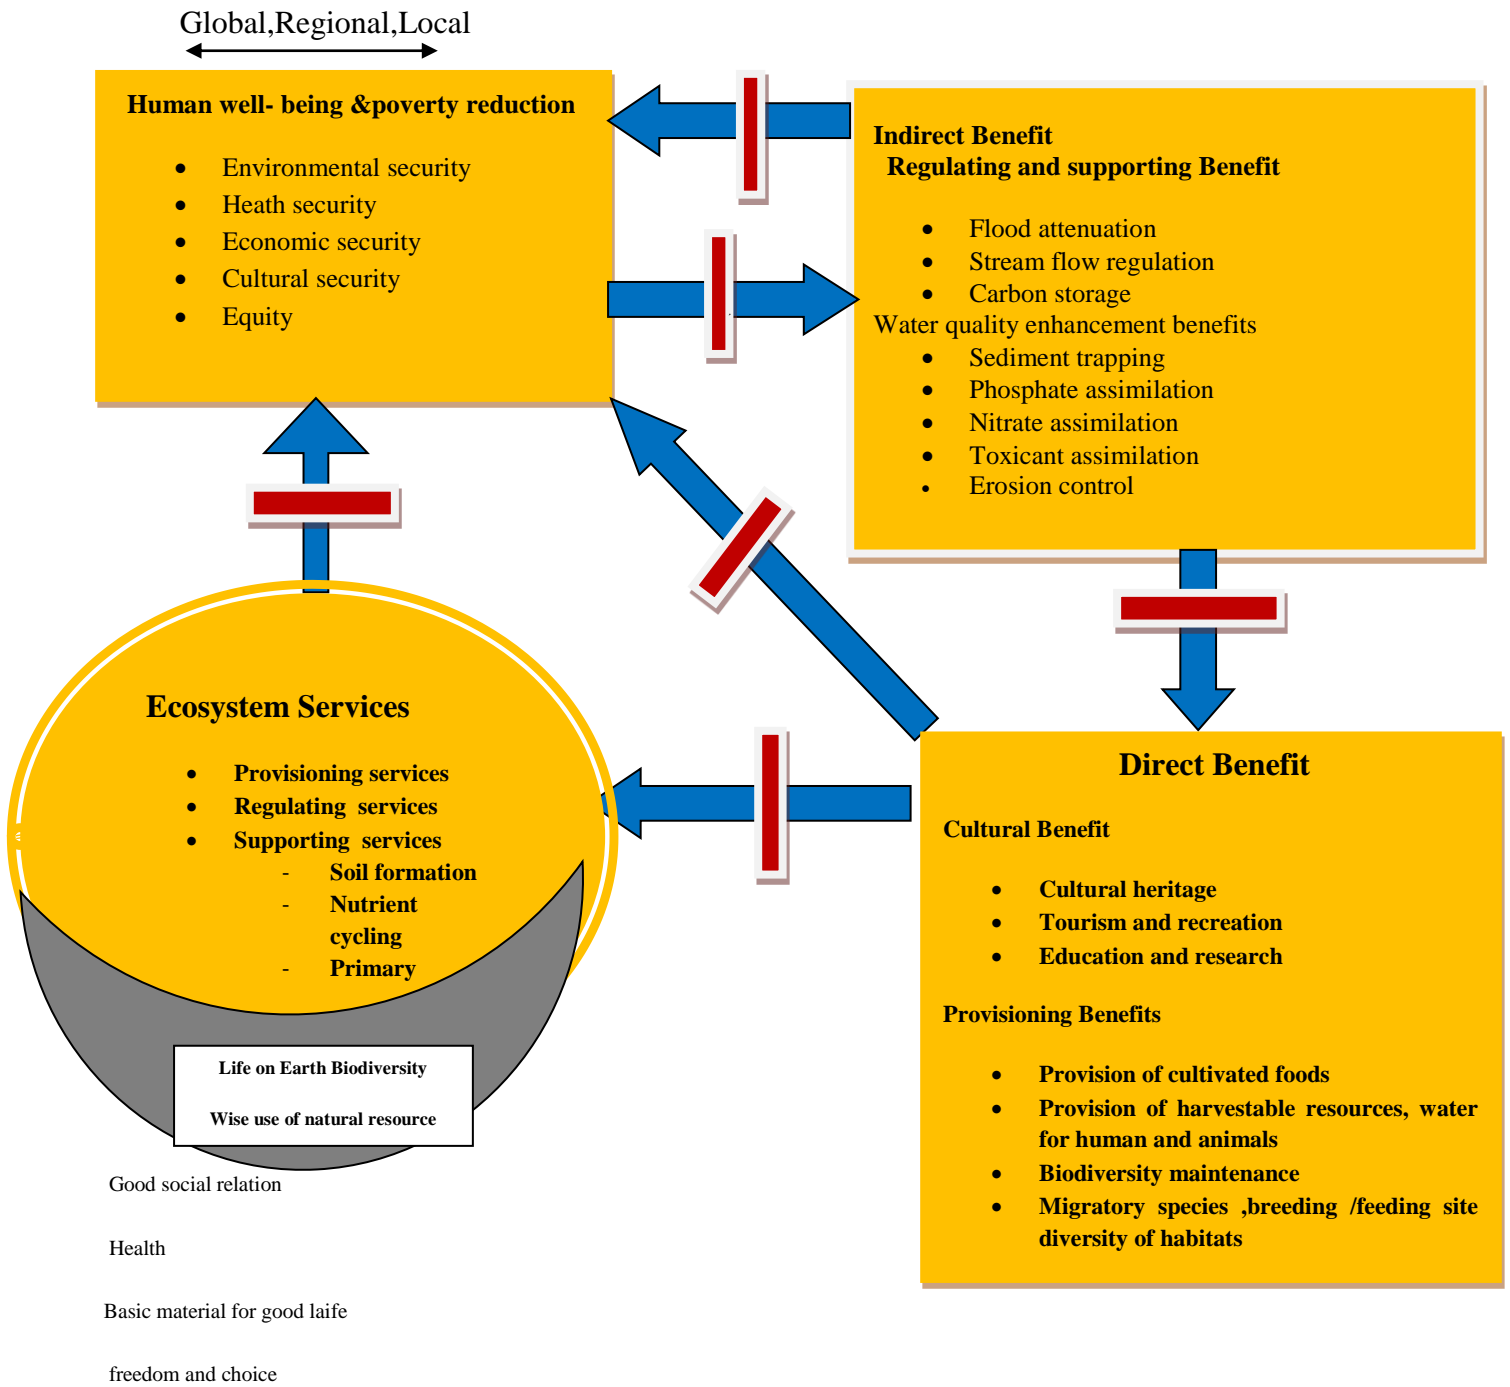 Global,Regional,Local
Human well- being &poverty reduction
• Environmental security
• Heath security
• Economic security
• Cultural security
• Equity
Indirect Benefit
Regulating and supporting Benefit
• Flood attenuation
• Stream flow regulation
• Carbon storage
Water quality enhancement benefits
• Sediment trapping
• Phosphate assimilation
• Nitrate assimilation
• Toxicant assimilation
• Erosion control
Ecosystem Services
• Provisioning services
• Regulating services
• Supporting services
- Soil formation
- Nutrient
cycling
- Primary
Life on Earth Biodiversity
Wise use of natural resource
Direct Benefit
Cultural Benefit
• Cultural heritage
• Tourism and recreation
• Education and research
Provisioning Benefits
• Provision of cultivated foods
• Provision of harvestable resources, water
for human and animals
• Biodiversity maintenance
• Migratory species ,breeding /feeding site
diversity of habitats
Good social relation
Health
Basic material for good laife
freedom and choice